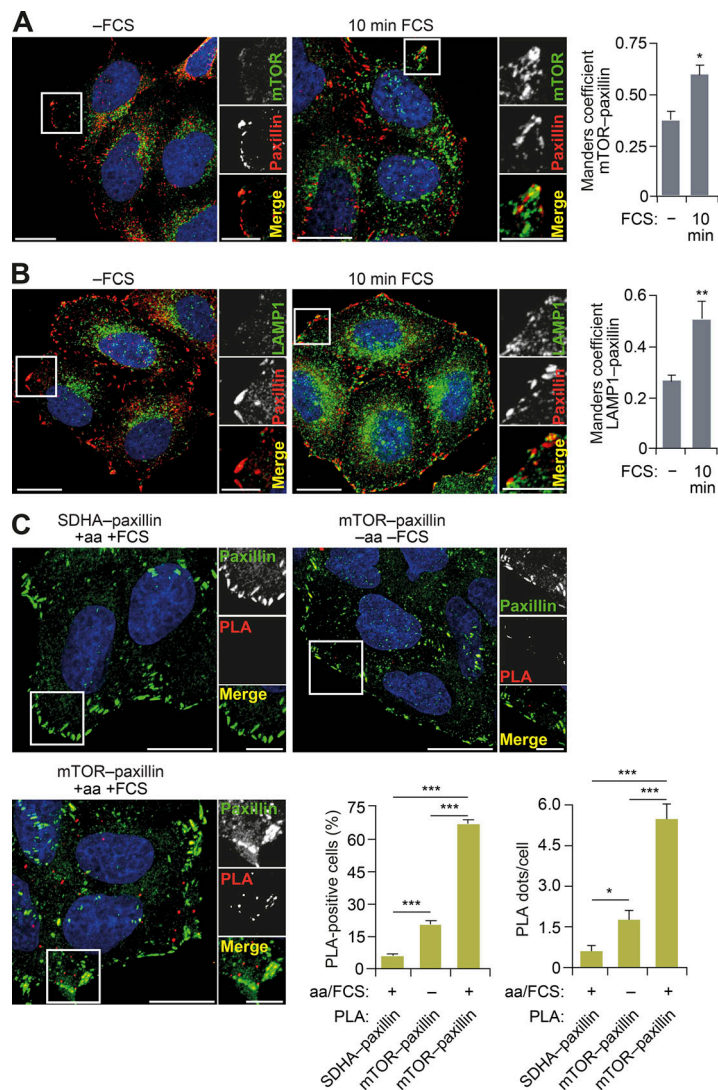 A
–FCS
10 min FCS
mTOR
Paxillin
Merge
mTOR
Paxillin
Merge
Manders coefficient
mTOR–paxillin
0.75
0.50
0.25
0
*
FCS:
–
10
min
B
–FCS
10 min FCS
LAMP1
Paxillin
Merge
LAMP1
Paxillin
Merge
Manders coefficient
LAMP1–paxillin
0.6
0.4
0.2
0
**
FCS:
–
10
min
C
SDHA–paxillin
+aa +FCS
mTOR–paxillin
–aa –FCS
Paxillin
PLA
Merge
Paxillin
PLA
Merge
mTOR–paxillin
+aa +FCS
Paxillin
PLA
Merge
PLA-positive cells (%)
75
60
45
30
15
0
***
***
***
aa/FCS:
+
–
+
PLA:
SDHA–paxillin
mTOR–paxillin
mTOR–paxillin
PLA dots/cell
6.0
4.5
3.0
1.5
0
***
***
*
aa/FCS:
+
–
+
PLA:
SDHA–paxillin
mTOR–paxillin
mTOR–paxillin